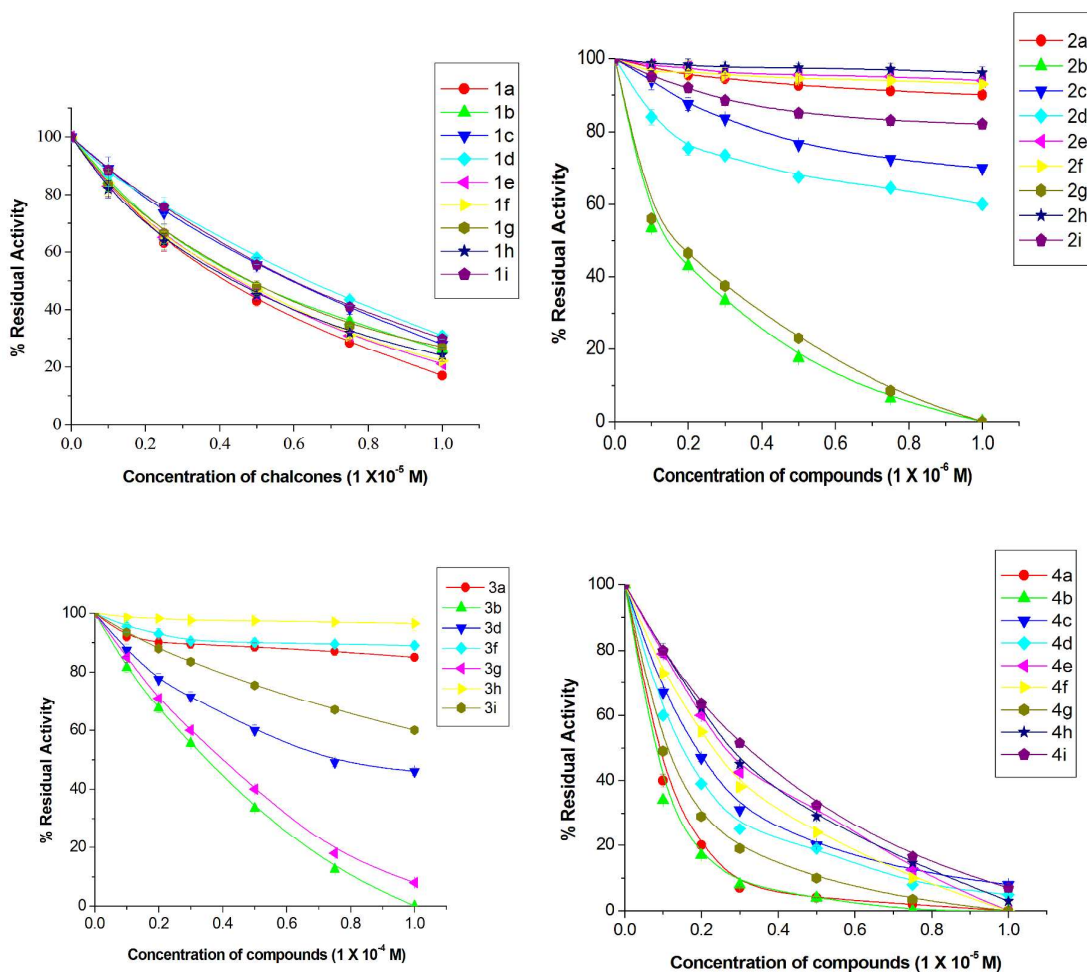 1a
1b
1c
1d
1e
1f
1g
1h
1i
% Residual Activity
100
80
60
40
20
0
0.0 0.2 0.4 0.6 0.8 1.0
Concentration of chalcones (1 X10⁻⁵ M)
2a
2b
2c
2d
2e
2f
2g
2h
2i
% Residual Activity
100
80
60
40
20
0
0.0 0.2 0.4 0.6 0.8 1.0
Concentration of compounds (1 X 10⁻⁶ M)
3a
3b
3d
3f
3g
3h
3i
% Residual Activity
100
80
60
40
20
0
0.0 0.2 0.4 0.6 0.8 1.0
Concentration of compounds (1 X 10⁻⁴ M)
4a
4b
4c
4d
4e
4f
4g
4h
4i
% Residual Activity
100
80
60
40
20
0
0.0 0.2 0.4 0.6 0.8 1.0
Concentration of compounds (1 X 10⁻⁵ M)